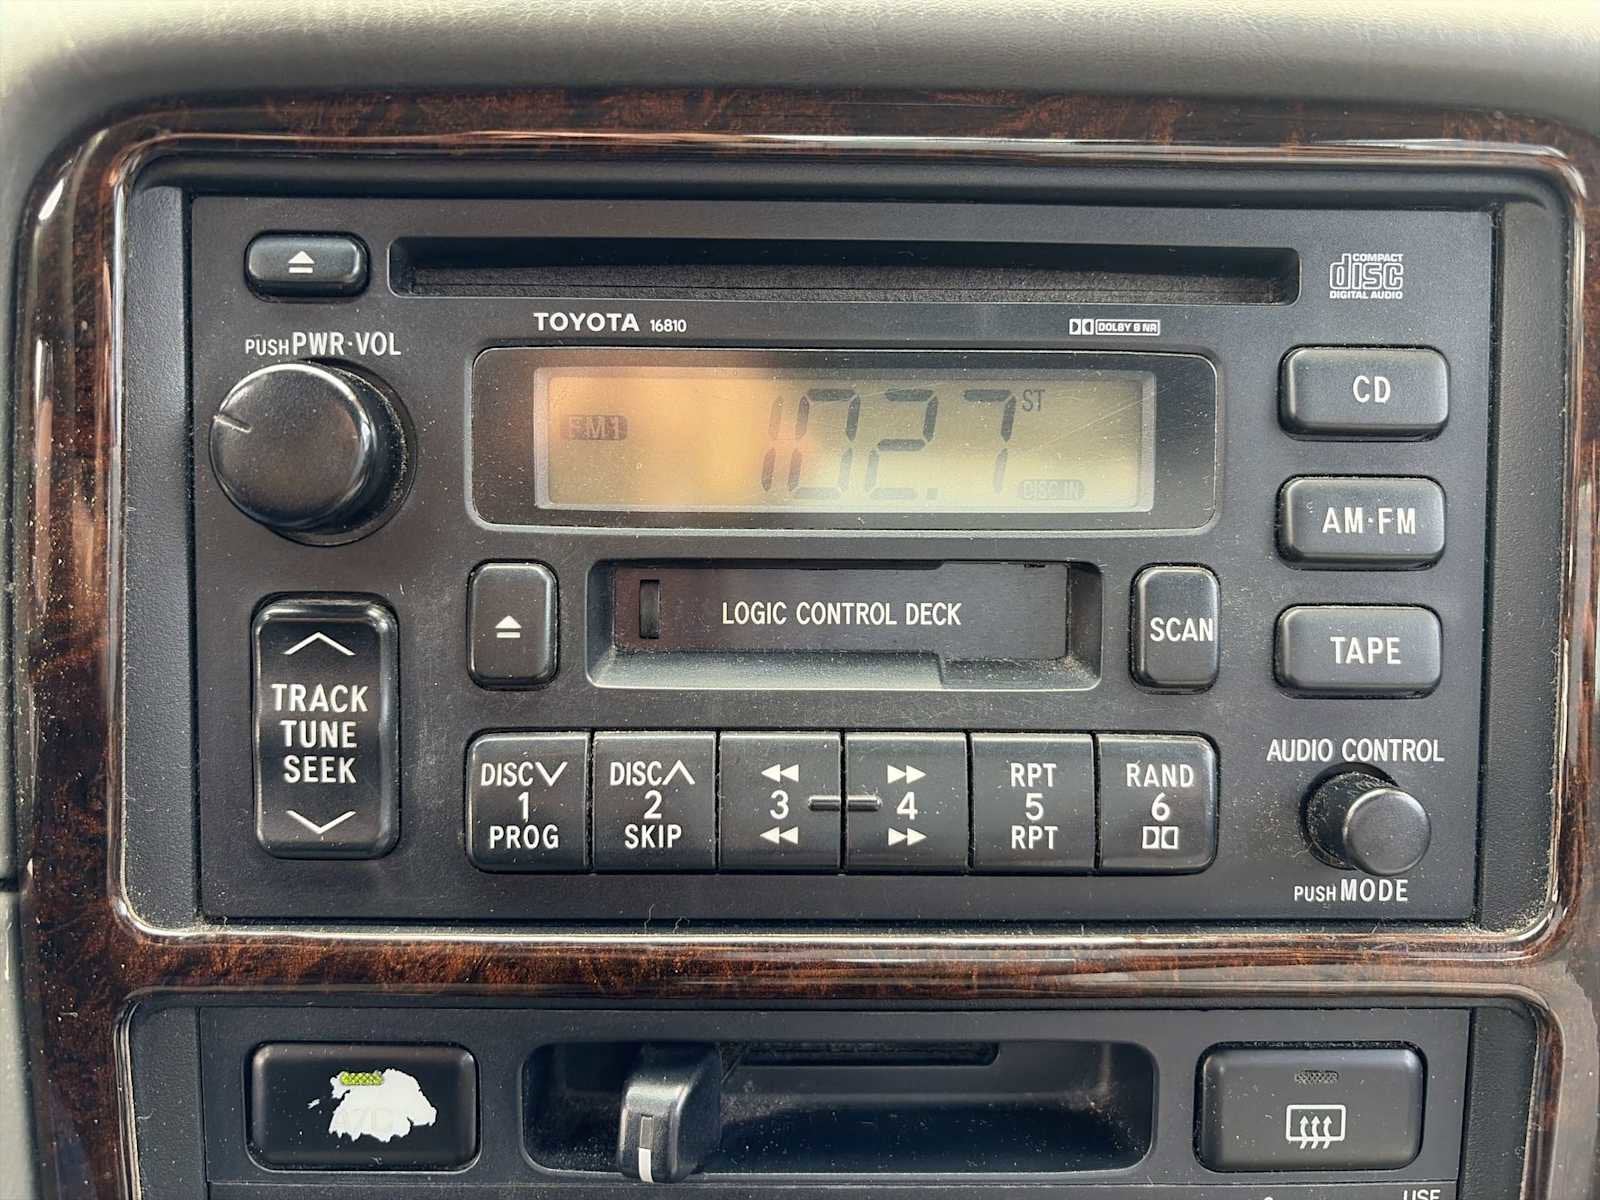 COMPACT
disc
DIGITAL AUDIO
TOYOTA 16810
DOLBY B NR
PUSH PWR·VOL
FM1
102.7
ST
DISC IN
CD
AM·FM
LOGIC CONTROL DECK
SCAN
TAPE
TRACK
TUNE
SEEK
DISC
1
PROG
DISC
2
SKIP
3
4
RPT
5
RPT
RAND
6
AUDIO CONTROL
PUSH MODE
USE